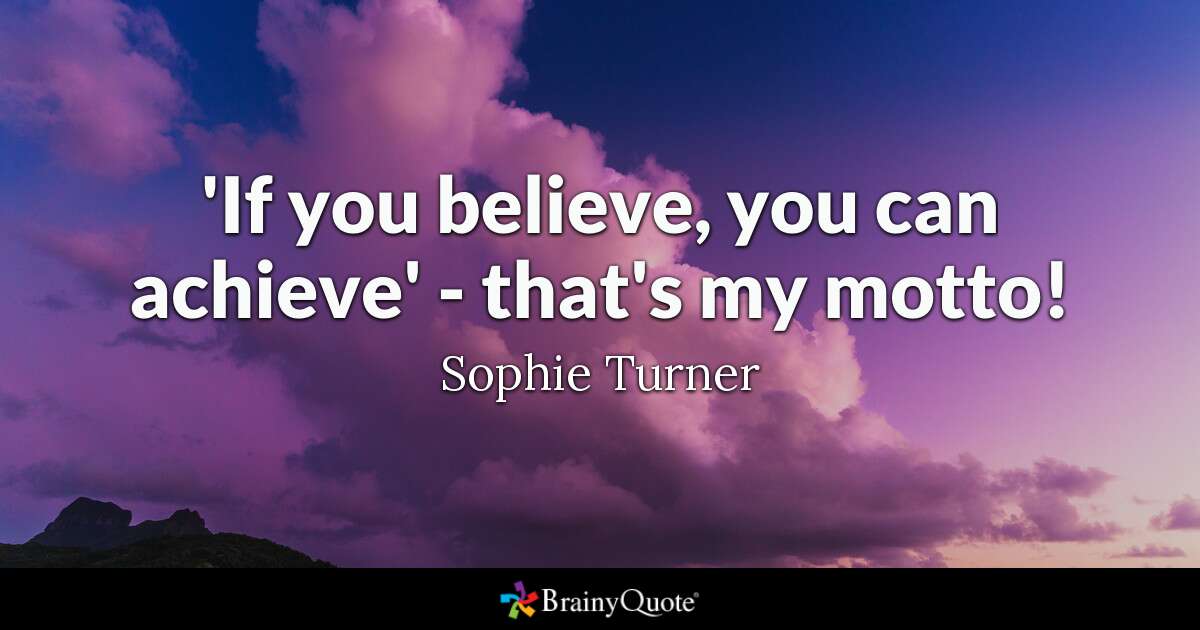 'If you believe, you can
achieve' - that's my motto!
Sophie Turner
BrainyQuote®